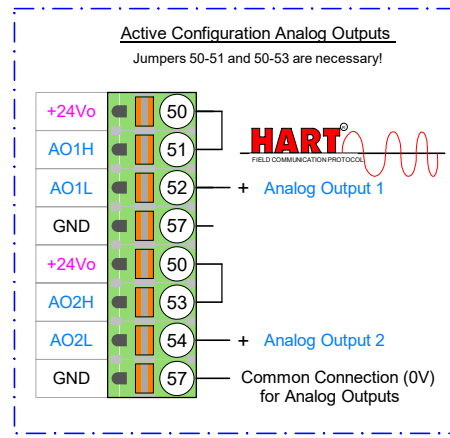 Active Configuration Analog Outputs
Jumpers 50-51 and 50-53 are necessary!
+24Vo 50
AO1H 51
HART®
FIELD COMMUNICATION PROTOCOL
AO1L 52 + Analog Output 1
GND 57
+24Vo 50
AO2H 53
AO2L 54 + Analog Output 2
GND 57 Common Connection (0V)
for Analog Outputs